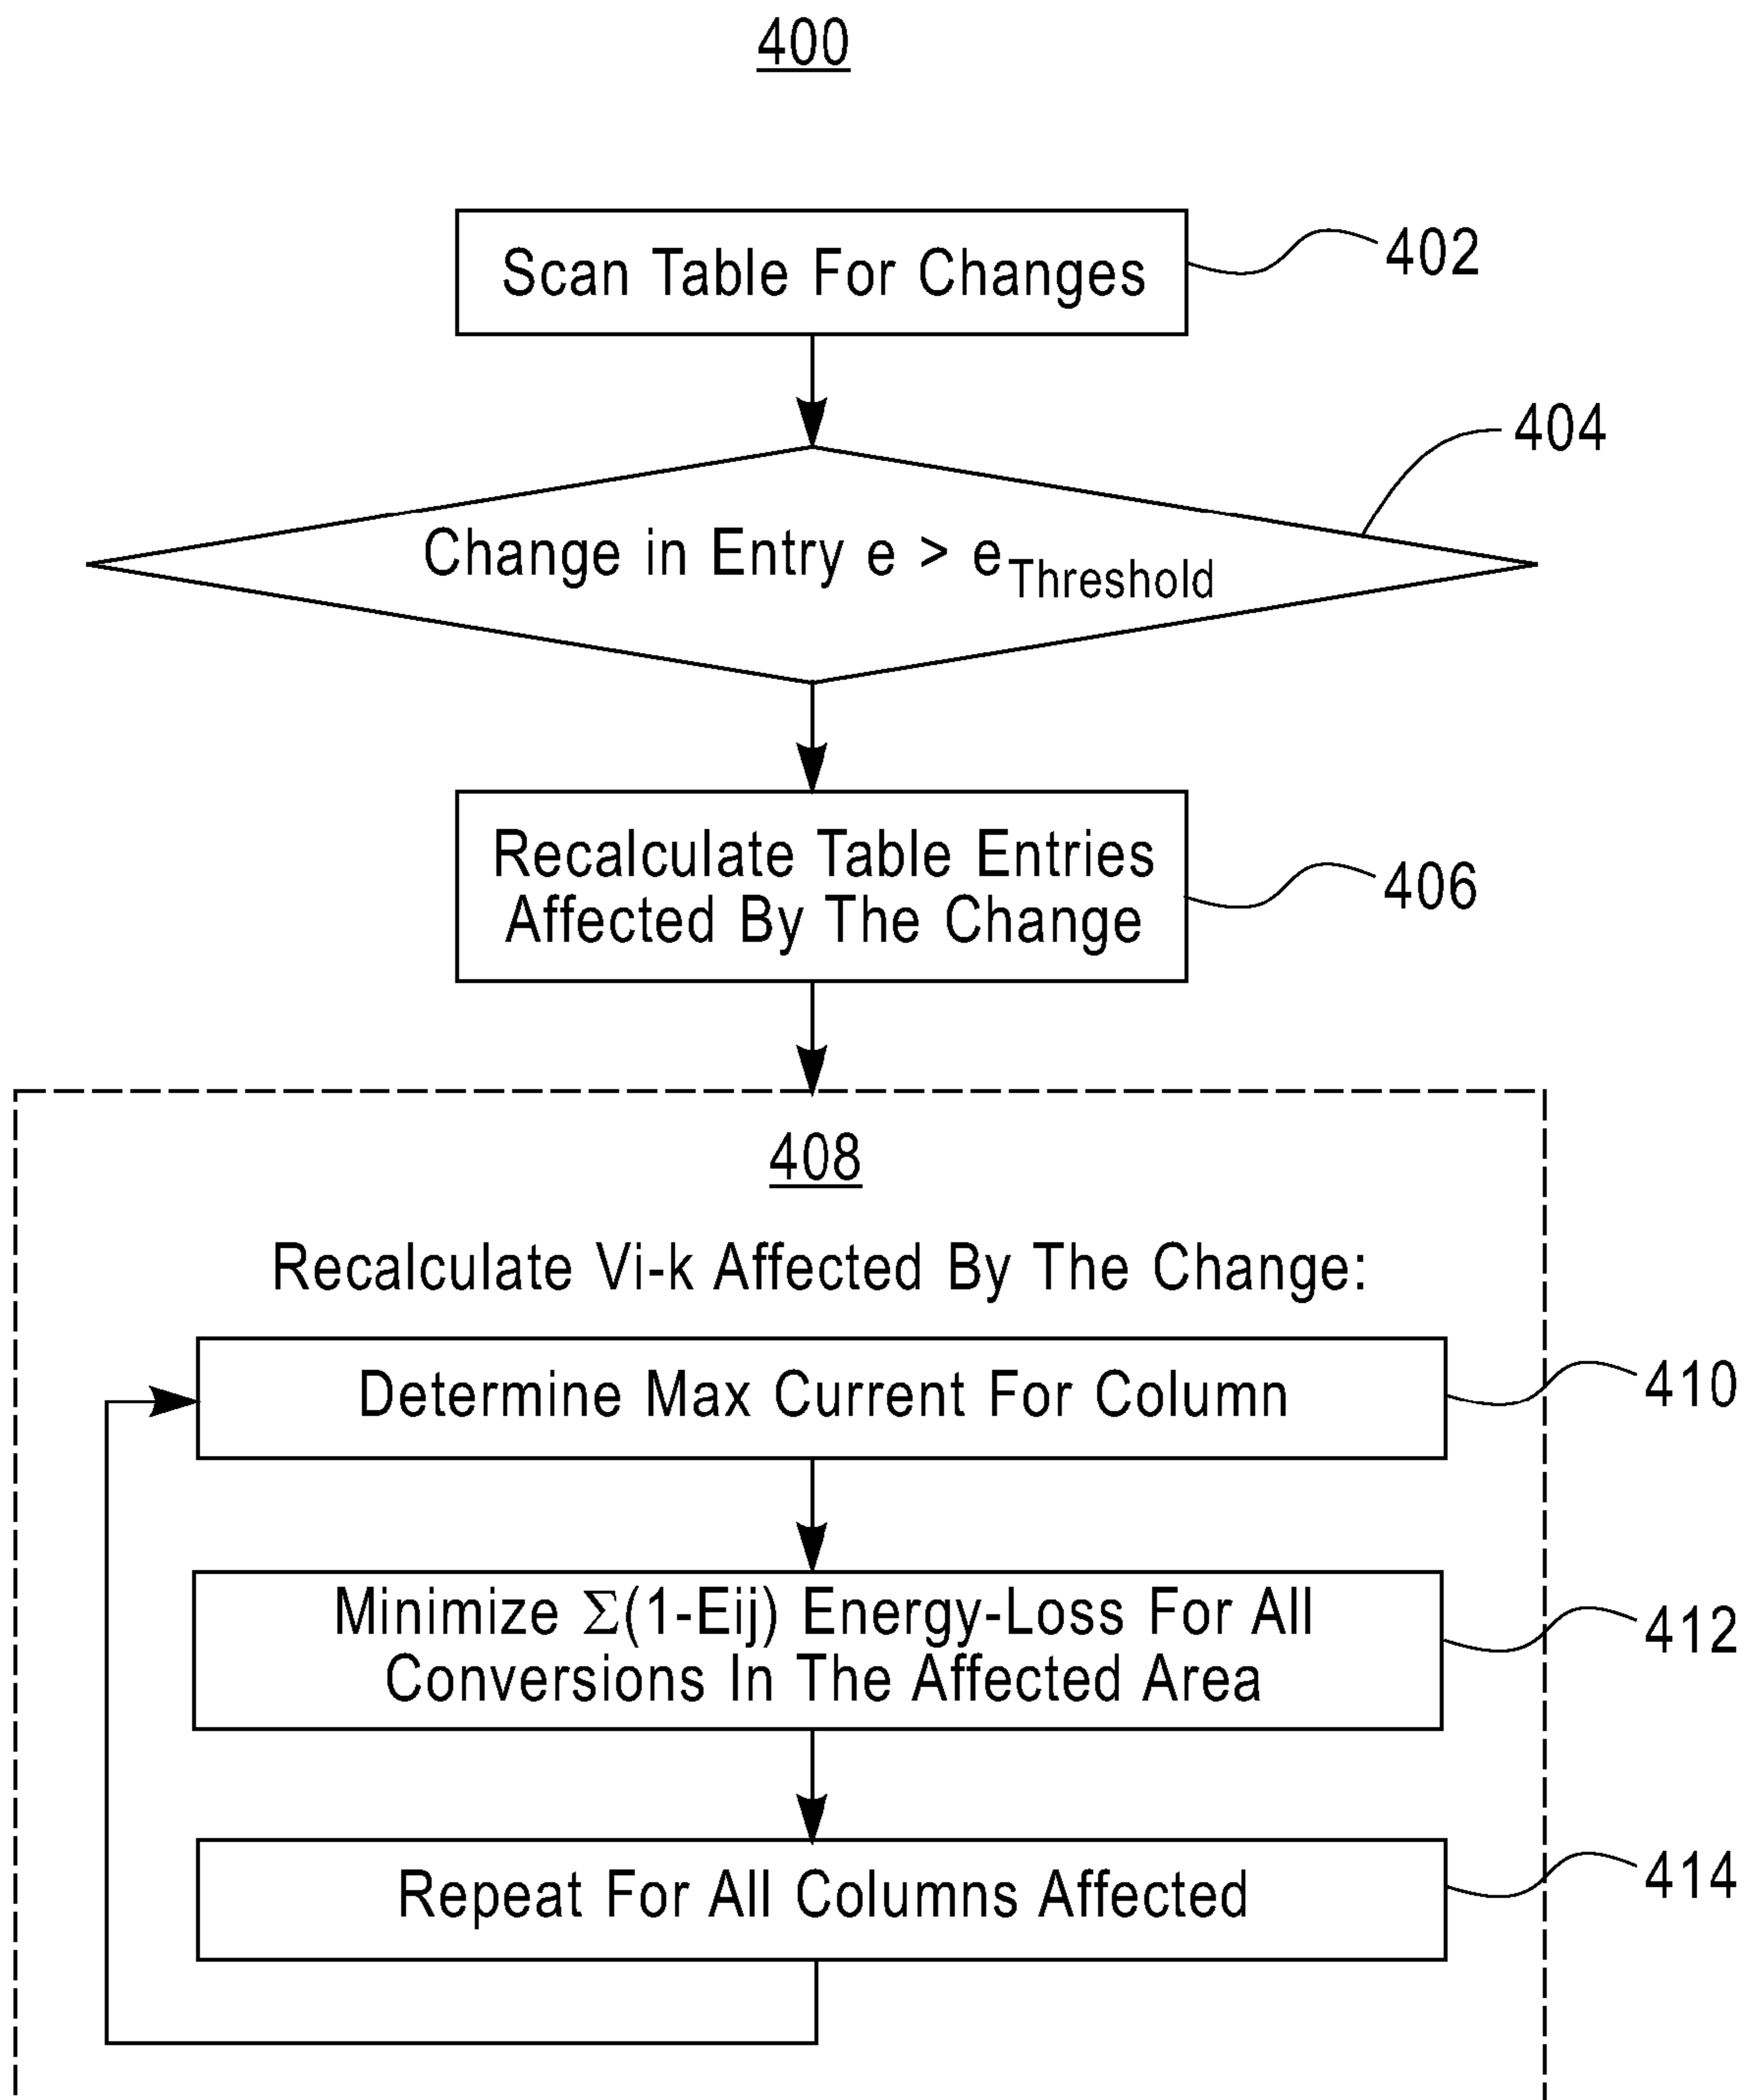 400
Scan Table For Changes
402
404
Change in Entry e > eThreshold
Recalculate Table Entries
Affected By The Change
406
408
Recalculate Vi-k Affected By The Change:
Determine Max Current For Column
410
Minimize Σ(1-Eij) Energy-Loss For All
Conversions In The Affected Area
412
Repeat For All Columns Affected
414